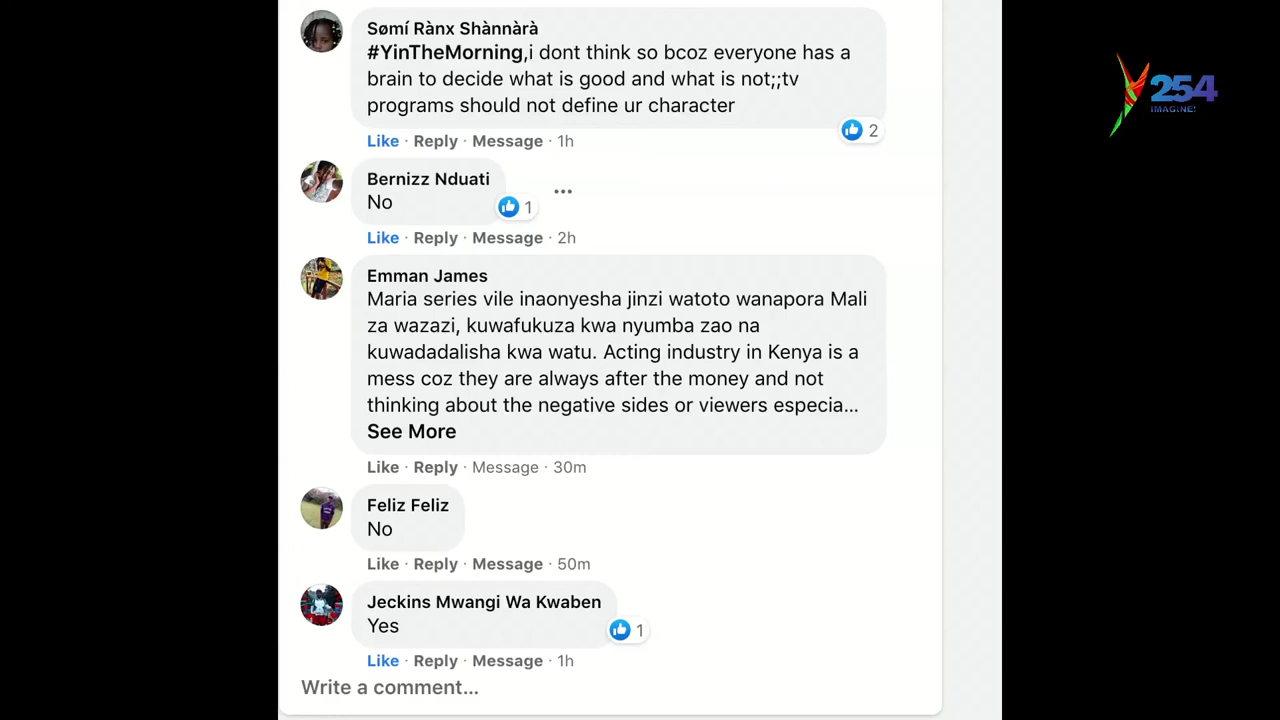 Sømí Rànx Shànnàrà
#YinTheMorning,i dont think so bcoz everyone has a
brain to decide what is good and what is not;;tv
programs should not define ur character
2
Like · Reply · Message · 1h
Bernizz Nduati
No
1
Like · Reply · Message · 2h
Emman James
Maria series vile inaonyesha jinzi watoto wanapora Mali
za wazazi, kuwafukuza kwa nyumba zao na
kuwadadalisha kwa watu. Acting industry in Kenya is a
mess coz they are always after the money and not
thinking about the negative sides or viewers especia...
See More
Like · Reply · Message · 30m
Feliz Feliz
No
Like · Reply · Message · 50m
Jeckins Mwangi Wa Kwaben
Yes
1
Like · Reply · Message · 1h
Write a comment...
Y254
IMAGINE!